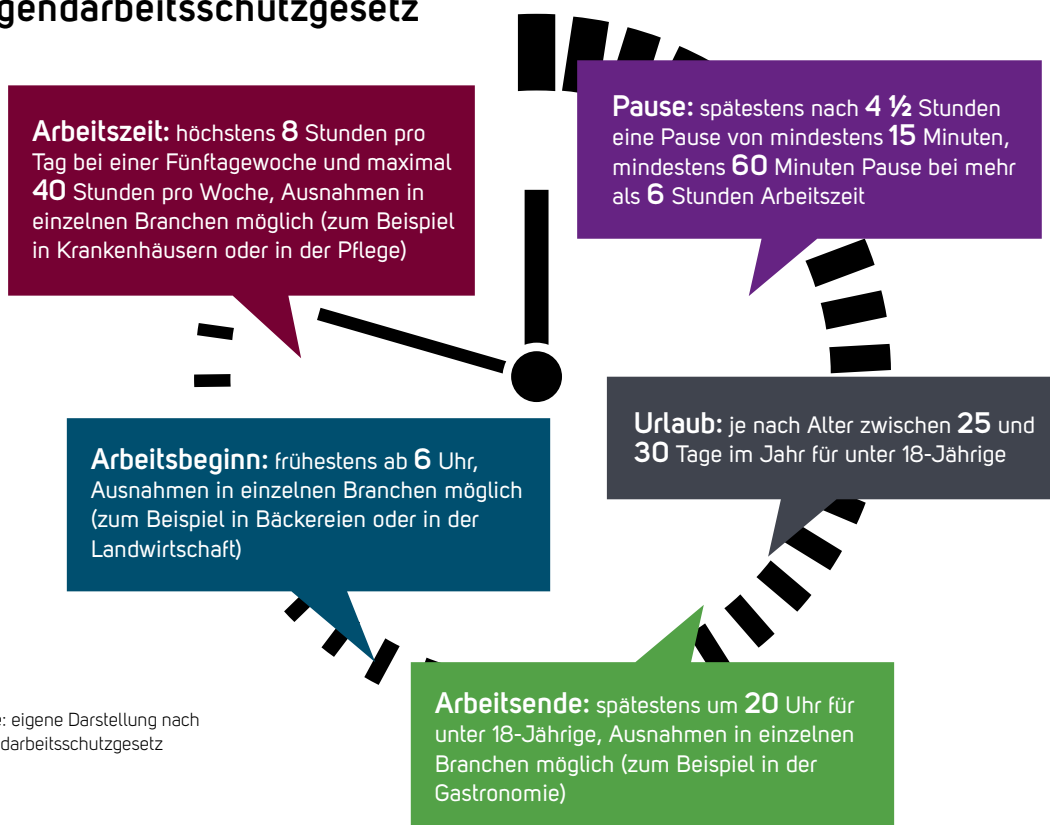 gendarbeitsschutzgesetz
Arbeitszeit: höchstens 8 Stunden pro
Tag bei einer Fünftagewoche und maximal
40 Stunden pro Woche, Ausnahmen in
einzelnen Branchen möglich (zum Beispiel
in Krankenhäusern oder in der Pflege)
Pause: spätestens nach 4 ½ Stunden
eine Pause von mindestens 15 Minuten,
mindestens 60 Minuten Pause bei mehr
als 6 Stunden Arbeitszeit
Arbeitsbeginn: frühestens ab 6 Uhr,
Ausnahmen in einzelnen Branchen möglich
(zum Beispiel in Bäckereien oder in der
Landwirtschaft)
Urlaub: je nach Alter zwischen 25 und
30 Tage im Jahr für unter 18-Jährige
Arbeitsende: spätestens um 20 Uhr für
unter 18-Jährige, Ausnahmen in einzelnen
Branchen möglich (zum Beispiel in der
Gastronomie)
e: eigene Darstellung nach
darbeitsschutzgesetz